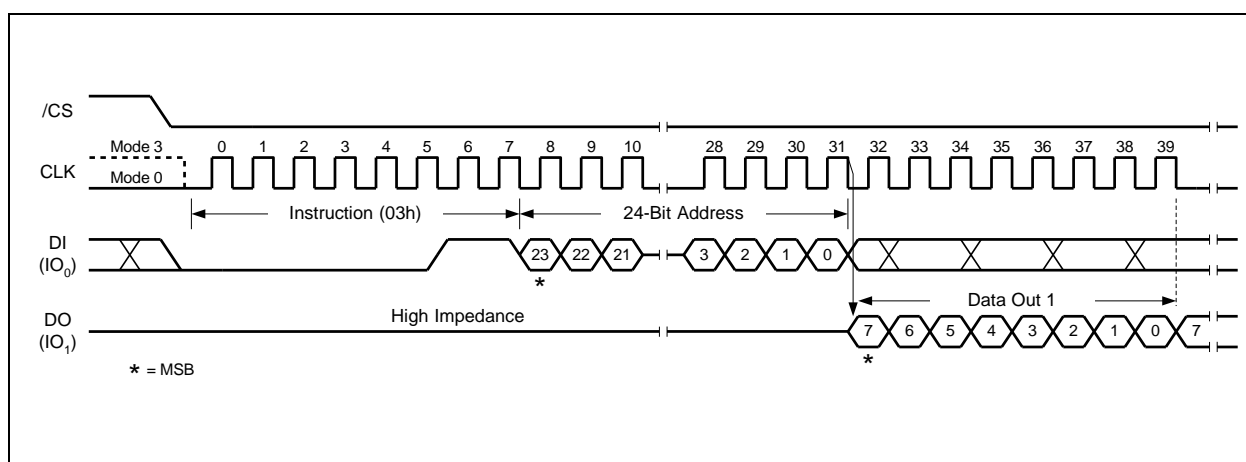 /CS
Mode 3
0 1 2 3 4 5 6 7 8 9 10 28 29 30 31 32 33 34 35 36 37 38 39
CLK
Mode 0
Instruction (03h) 24-Bit Address
DI
(IO0)
23 22 21 3 2 1 0
*
Data Out 1
High Impedance
DO
(IO1)
7 6 5 4 3 2 1 0 7
*
* = MSB